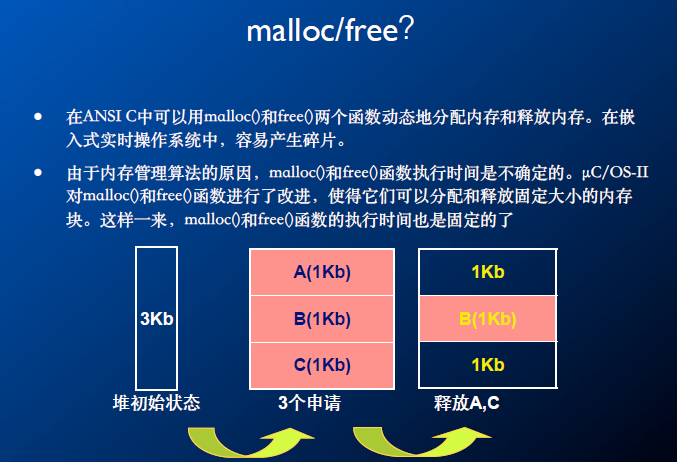 malloc/free?
● 在ANSI C中可以用malloc()和free()两个函数动态地分配内存和释放内存。在嵌
入式实时操作系统中，容易产生碎片。
● 由于内存管理算法的原因，malloc()和free()函数执行时间是不确定的。μC/OS-II
对malloc()和free()函数进行了改进，使得它们可以分配和释放固定大小的内存
块。这样一来，malloc()和free()函数的执行时间也是固定的了
3Kb
A(1Kb)
B(1Kb)
C(1Kb)
1Kb
B(1Kb)
1Kb
堆初始状态
3个申请
释放A,C